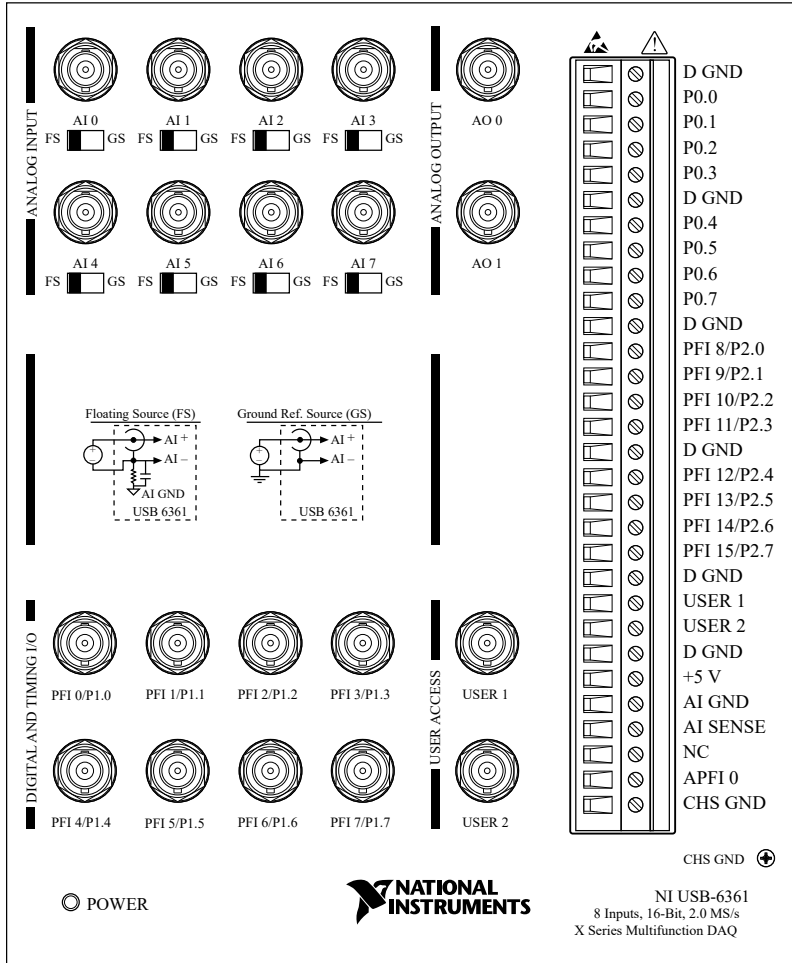 ANALOG INPUT
AI 0
AI 1
AI 2
AI 3
FS GS FS GS FS GS FS GS
AI 4
AI 5
AI 6
AI 7
FS GS FS GS FS GS FS GS
ANALOG OUTPUT
AO 0
AO 1
Floating Source (FS)
+
–
AI +
AI –
AI GND
USB 6361
Ground Ref. Source (GS)
+
–
AI +
AI –
USB 6361
DIGITAL AND TIMING I/O
PFI 0/P1.0
PFI 1/P1.1
PFI 2/P1.2
PFI 3/P1.3
PFI 4/P1.4
PFI 5/P1.5
PFI 6/P1.6
PFI 7/P1.7
USER ACCESS
USER 1
USER 2
D GND
P0.0
P0.1
P0.2
P0.3
D GND
P0.4
P0.5
P0.6
P0.7
D GND
PFI 8/P2.0
PFI 9/P2.1
PFI 10/P2.2
PFI 11/P2.3
D GND
PFI 12/P2.4
PFI 13/P2.5
PFI 14/P2.6
PFI 15/P2.7
D GND
USER 1
USER 2
D GND
+5 V
AI GND
AI SENSE
NC
APFI 0
CHS GND
CHS GND
POWER
NATIONAL
INSTRUMENTS
NI USB-6361
8 Inputs, 16-Bit, 2.0 MS/s
X Series Multifunction DAQ